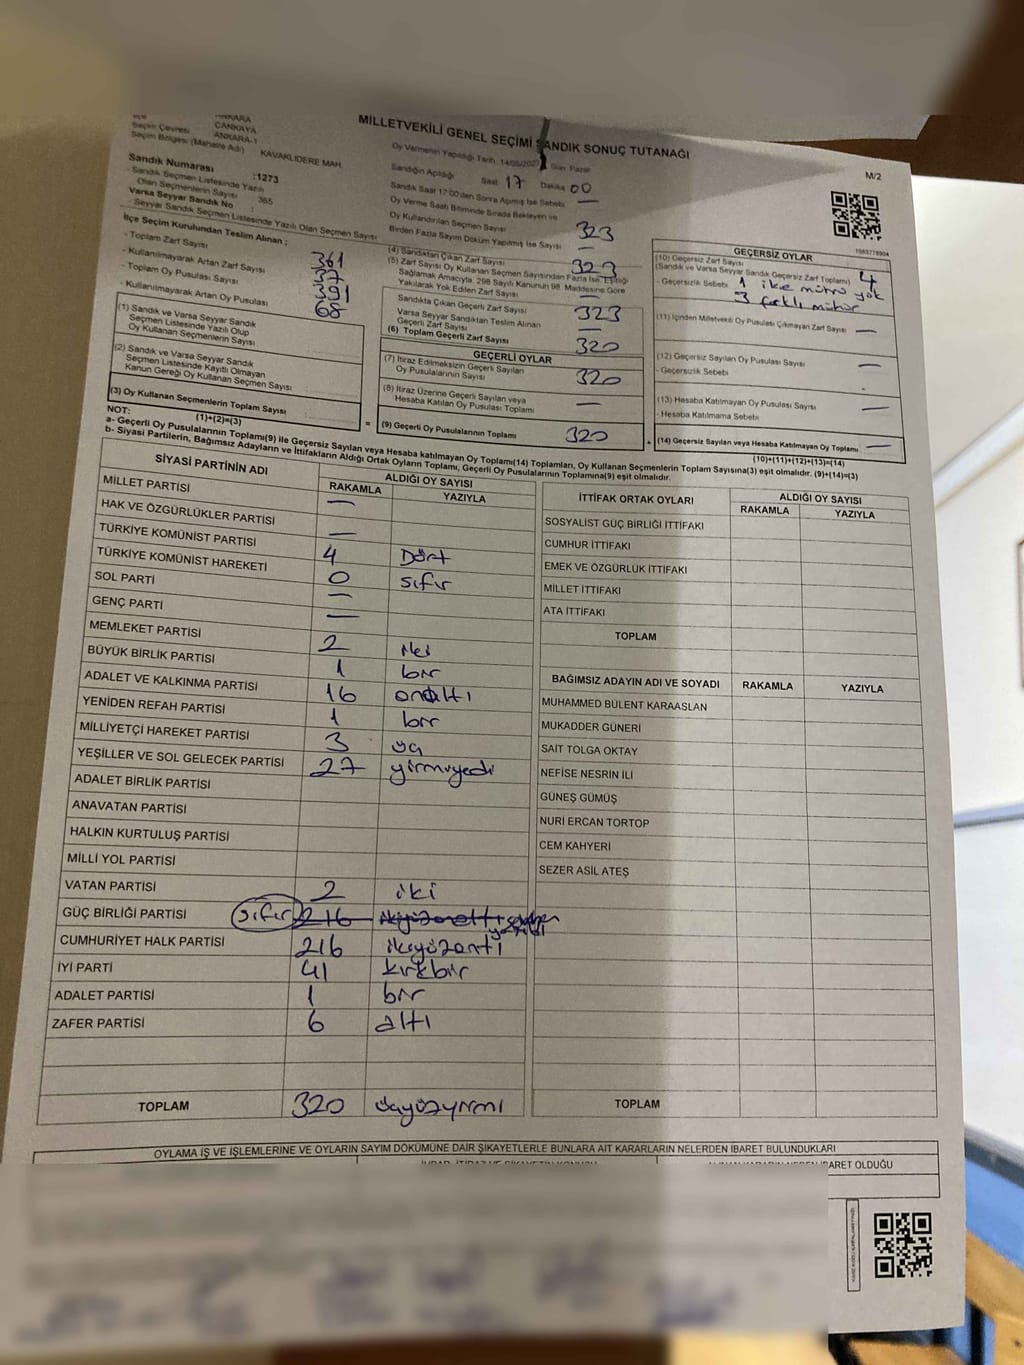 ANKARA
ÇANKAYA
Seçim Çevresi ANKARA-1
Seçim Bölgesi (Mahalle Adı) KAVAKLIDERE MAH.
MİLLETVEKİLİ GENEL SEÇİMİ SANDIK SONUÇ TUTANAĞI
M/2
Oy Vermenin Yapıldığı Tarih 14/05/ Gün Pazar
Sandığın Açıldığı Saat 17 Dakika 00
Sandık Saat 17:00'den Sonra Açılmış İse Sebebi —
Oy Verme Saati Bitiminde Sırada Bekleyen ve
Oy Kullandırılan Seçmen Sayısı 323
Birden Fazla Sayım Döküm Yapılmış İse Sayısı —
Sandık Numarası :1273
- Sandık Seçmen Listesinde Yazılı
Olan Seçmenlerin Sayısı 365
Varsa Seyyar Sandık No
- Seyyar Sandık Seçmen Listesinde Yazılı Olan Seçmen Sayısı
İlçe Seçim Kurulundan Teslim Alınan ;
- Toplam Zarf Sayısı 361
- Kullanılmayarak Artan Zarf Sayısı 37
- Toplam Oy Pusulası Sayısı 391
- Kullanılmayarak Artan Oy Pusulası 68
(1) Sandık ve Varsa Seyyar Sandık
Seçmen Listesinde Yazılı Olup
Oy Kullanan Seçmenlerin Sayısı
(2) Sandık ve Varsa Seyyar Sandık
Seçmen Listesinde Kayıtlı Olmayan
Kanun Gereği Oy Kullanan Seçmen Sayısı
(3) Oy Kullanan Seçmenlerin Toplam Sayısı
(1)+(2)=(3)
(4) Sandıktan Çıkan Zarf Sayısı 323
(5) Zarf Sayısı Oy Kullanan Seçmen Sayısından Fazla İse, Eşitliği
Sağlamak Amacıyla, 298 Sayılı Kanunun 98. Maddesine Göre
Yakılarak Yok Edilen Zarf Sayısı —
Sandıkta Çıkan Geçerli Zarf Sayısı 323
Varsa Seyyar Sandıktan Teslim Alınan
Geçerli Zarf Sayısı —
(6) Toplam Geçerli Zarf Sayısı 320
GEÇERLİ OYLAR
(7) İtiraz Edilmeksizin Geçerli Sayılan
Oy Pusulalarının Sayısı 320
(8) İtiraz Üzerine Geçerli Sayılan veya
Hesaba Katılan Oy Pusulası Toplamı —
= (9) Geçerli Oy Pusulalarının Toplamı 320
GEÇERSİZ OYLAR
(10) Geçersiz Zarf Sayısı
(Sandık ve Varsa Seyyar Sandık Geçersiz Zarf Toplamı) 4
- Geçersizlik Sebebi 1 ilçe mührü yok
3 farklı mühür
(11) İçinden Milletvekili Oy Pusulası Çıkmayan Zarf Sayısı —
(12) Geçersiz Sayılan Oy Pusulası Sayısı —
- Geçersizlik Sebebi
(13) Hesaba Katılmayan Oy Pusulası Sayısı —
- Hesaba Katılmama Sebebi
+ (14) Geçersiz Sayılan veya Hesaba Katılmayan Oy Toplamı —
(10)+(11)+(12)+(13)=(14)
NOT:
a- Geçerli Oy Pusulalarının Toplamı(9) ile Geçersiz Sayılan veya Hesaba katılmayan Oy Toplamı(14) Toplamları, Oy Kullanan Seçmenlerin Toplam Sayısına(3) eşit olmalıdır. (9)+(14)=(3)
b- Siyasi Partilerin, Bağımsız Adayların ve İttifakların Aldığı Ortak Oyların Toplamı, Geçerli Oy Pusulalarının Toplamına(9) eşit olmalıdır.
SİYASİ PARTİNİN ADI
ALDIĞI OY SAYISI
RAKAMLA YAZIYLA
MİLLET PARTİSİ —
HAK VE ÖZGÜRLÜKLER PARTİSİ
TÜRKİYE KOMÜNİST PARTİSİ —
TÜRKİYE KOMÜNİST HAREKETİ 4 Dört
SOL PARTİ 0 sıfır
GENÇ PARTİ —
MEMLEKET PARTİSİ 2 iki
BÜYÜK BİRLİK PARTİSİ 1 bir
ADALET VE KALKINMA PARTİSİ 16 onaltı
YENİDEN REFAH PARTİSİ 1 bir
MİLLİYETÇİ HAREKET PARTİSİ 3 üç
YEŞİLLER VE SOL GELECEK PARTİSİ 27 yirmiyedi
ADALET BİRLİK PARTİSİ
ANAVATAN PARTİSİ
HALKIN KURTULUŞ PARTİSİ
MİLLİ YOL PARTİSİ
VATAN PARTİSİ 2 iki
GÜÇ BİRLİĞİ PARTİSİ sıfır 216 ikiyüzonaltı
CUMHURİYET HALK PARTİSİ 216 ikiyüzonaltı
İYİ PARTİ 41 kırkbir
ADALET PARTİSİ 1 bir
ZAFER PARTİSİ 6 altı
TOPLAM 320 üçyüzyirmi
İTTİFAK ORTAK OYLARI
ALDIĞI OY SAYISI
RAKAMLA YAZIYLA
SOSYALİST GÜÇ BİRLİĞİ İTTİFAKI
CUMHUR İTTİFAKI
EMEK VE ÖZGÜRLÜK İTTİFAKI
MİLLET İTTİFAKI
ATA İTTİFAKI
TOPLAM
BAĞIMSIZ ADAYIN ADI VE SOYADI RAKAMLA YAZIYLA
MUHAMMED BÜLENT KARAASLAN
MUKADDER GÜNERİ
SAİT TOLGA OKTAY
NEFİSE NESRİN İLİ
GÜNEŞ GÜMÜŞ
NURİ ERCAN TORTOP
CEM KAHYERİ
SEZER ASİL ATEŞ
TOPLAM
OYLAMA İŞ VE İŞLEMLERİNE VE OYLARIN SAYIM DÖKÜMÜNE DAİR ŞİKAYETLERLE BUNLARA AİT KARARLARIN NELERDEN İBARET BULUNDUKLARI
İBARET OLDUĞU